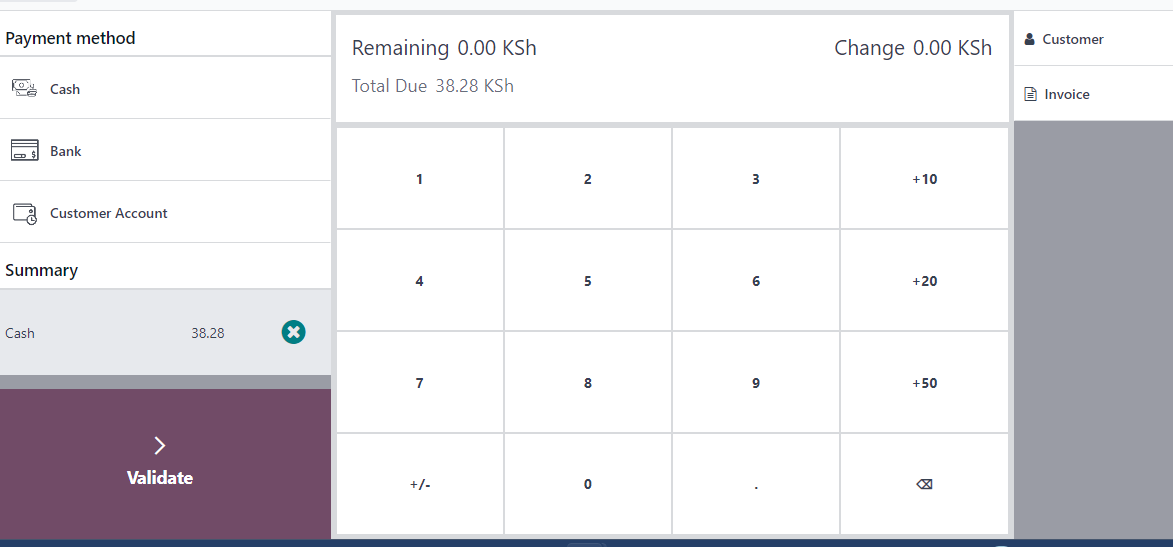 Payment method
Cash
Bank
Customer Account
Summary
Cash 38.28
Validate
Remaining 0.00 KSh Change 0.00 KSh
Total Due 38.28 KSh
1 2 3 +10
4 5 6 +20
7 8 9 +50
+/- 0 . ⌫
Customer
Invoice